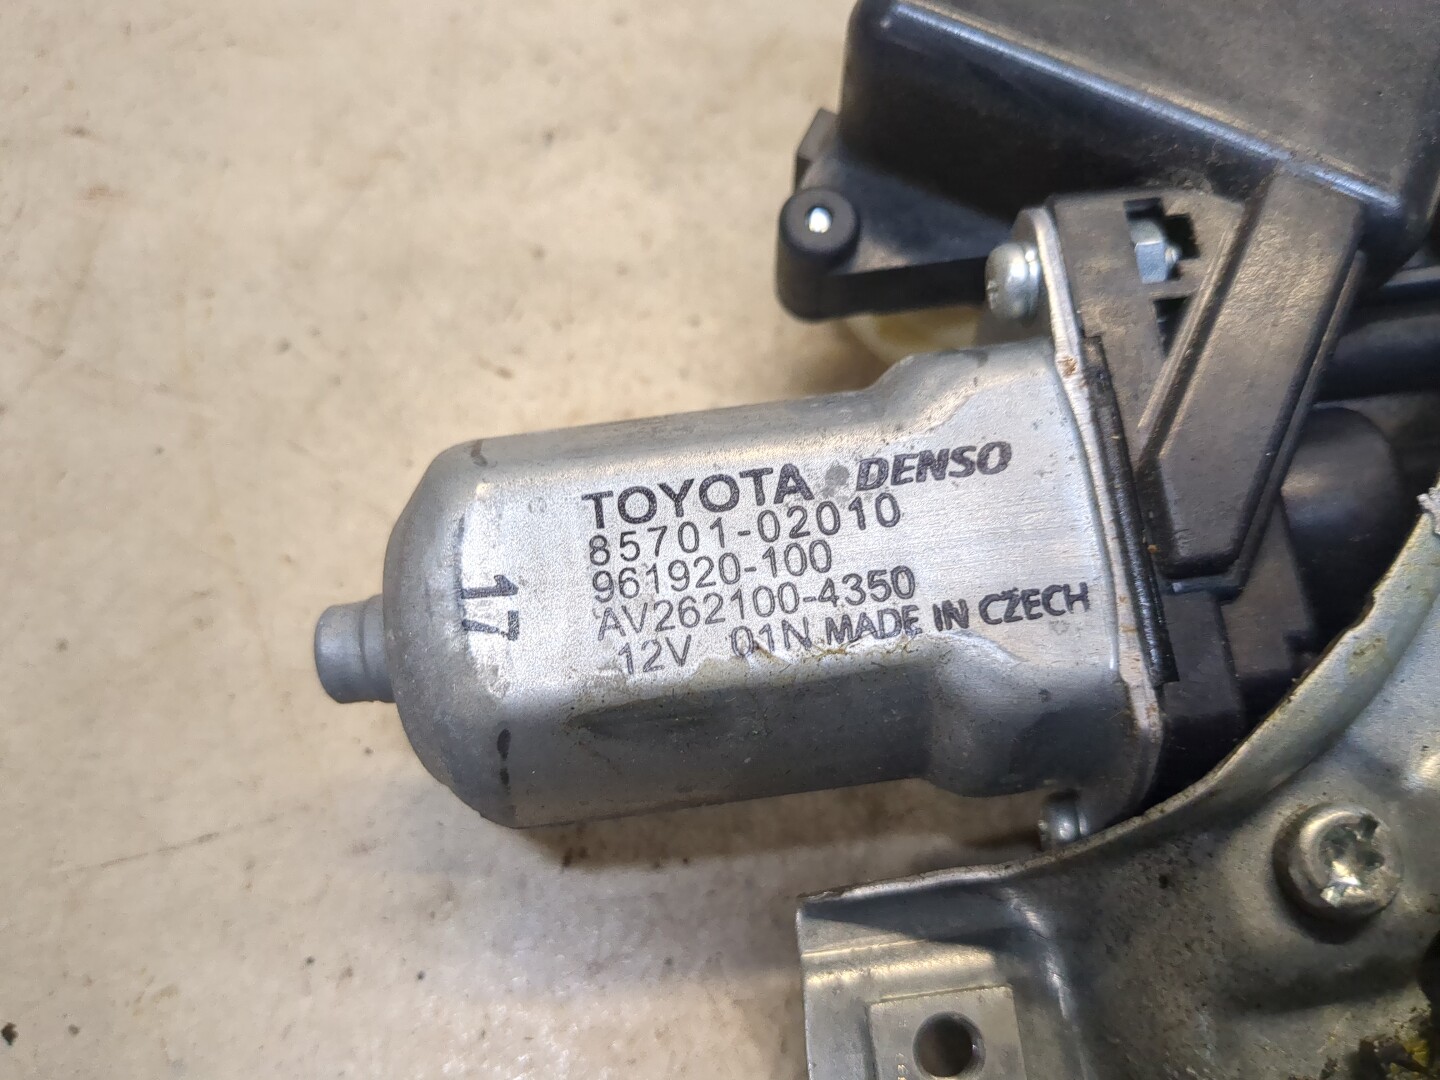 TOYOTA DENSO
85701-02010
961920-100
AV262100-4350
12V 01N MADE IN CZECH
17